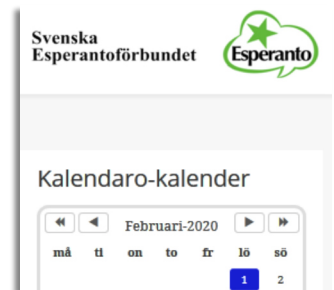 Svenska
Esperantoförbundet
Esperanto
Kalendaro-kalender
Februari-2020
må ti on to fr lö sö
1 2